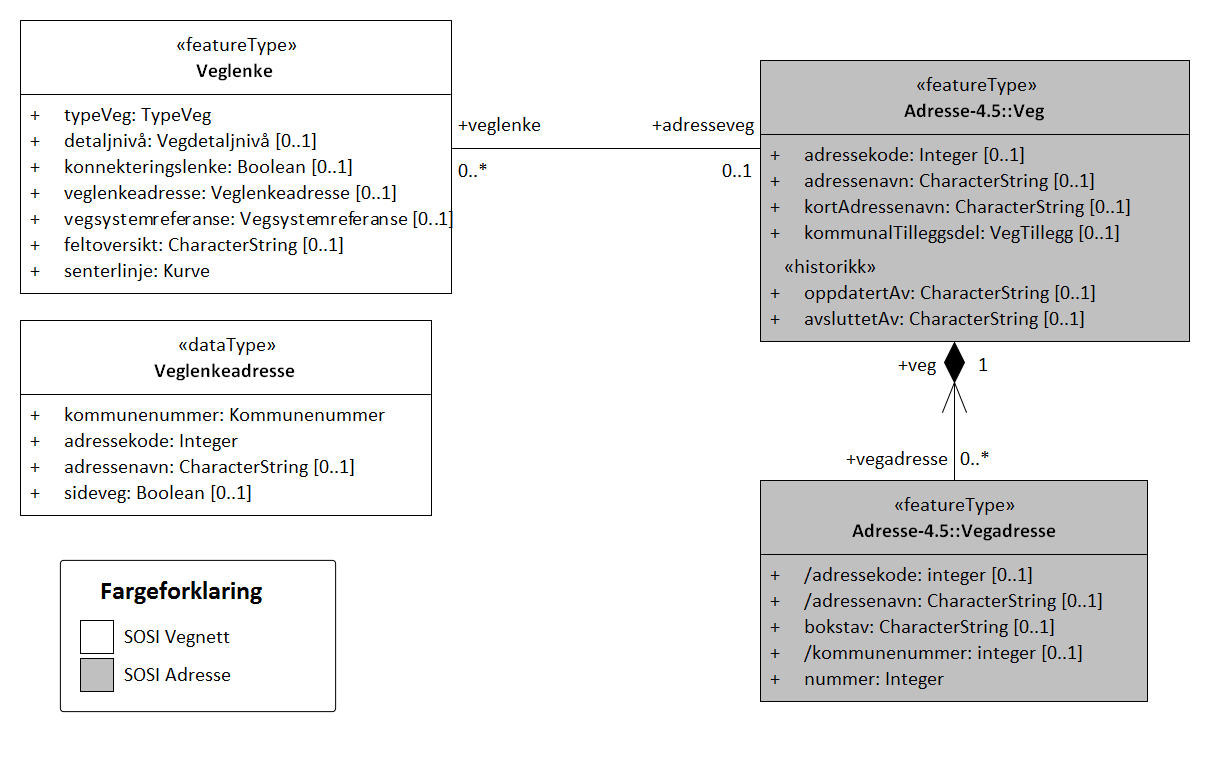 «featureType»
Veglenke
+ typeVeg: TypeVeg
+ detaljnivå: Vegdetaljnivå [0..1]
+ konnekteringslenke: Boolean [0..1]
+ veglenkeadresse: Veglenkeadresse [0..1]
+ vegsystemreferanse: Vegsystemreferanse [0..1]
+ feltoversikt: CharacterString [0..1]
+ senterlinje: Kurve
+veglenke
0..*
+adresseveg
0..1
«featureType»
Adresse-4.5::Veg
+ adressekode: Integer [0..1]
+ adressenavn: CharacterString [0..1]
+ kortAdressenavn: CharacterString [0..1]
+ kommunalTilleggsdel: VegTillegg [0..1]
«historikk»
+ oppdatertAv: CharacterString [0..1]
+ avsluttetAv: CharacterString [0..1]
+veg 1
+vegadresse 0..*
«featureType»
Adresse-4.5::Vegadresse
+ /adressekode: integer [0..1]
+ /adressenavn: CharacterString [0..1]
+ bokstav: CharacterString [0..1]
+ /kommunenummer: integer [0..1]
+ nummer: Integer
«dataType»
Veglenkeadresse
+ kommunenummer: Kommunenummer
+ adressekode: Integer
+ adressenavn: CharacterString [0..1]
+ sideveg: Boolean [0..1]
Fargeforklaring
SOSI Vegnett
SOSI Adresse